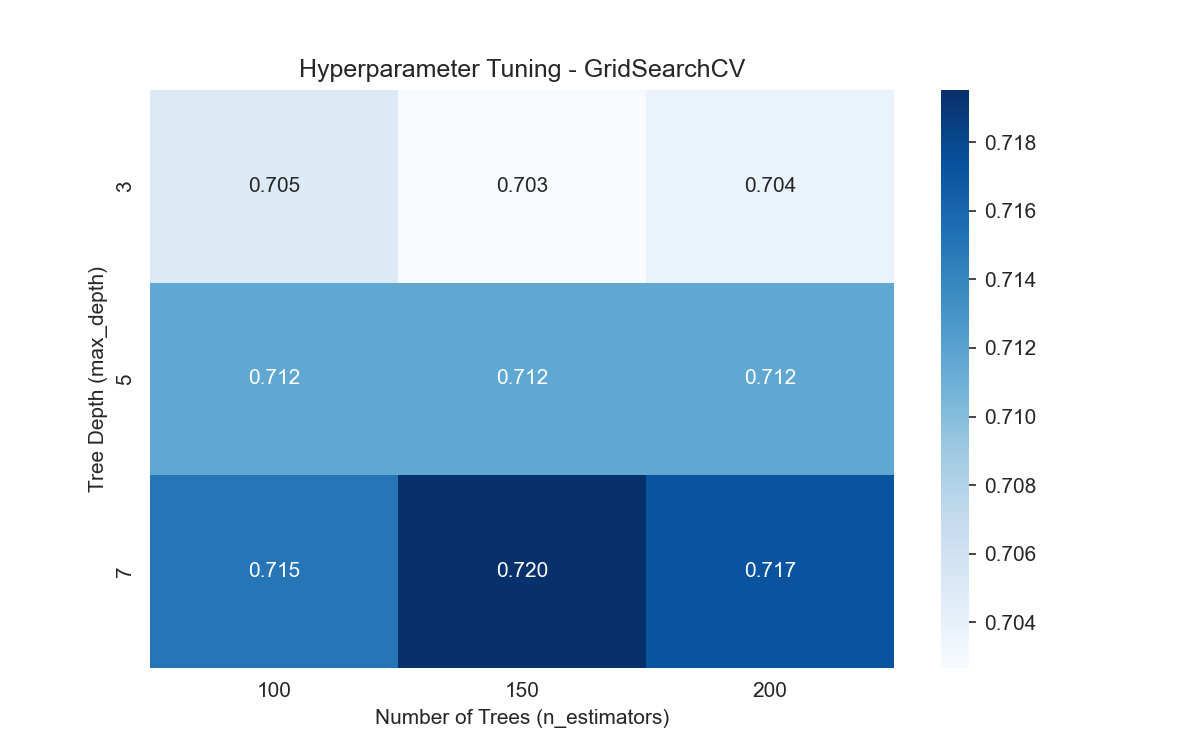 Hyperparameter Tuning - GridSearchCV
Tree Depth (max_depth)
3
0.705 0.703 0.704
5
0.712 0.712 0.712
7
0.715 0.720 0.717
100 150 200
Number of Trees (n_estimators)
0.718
0.716
0.714
0.712
0.710
0.708
0.706
0.704